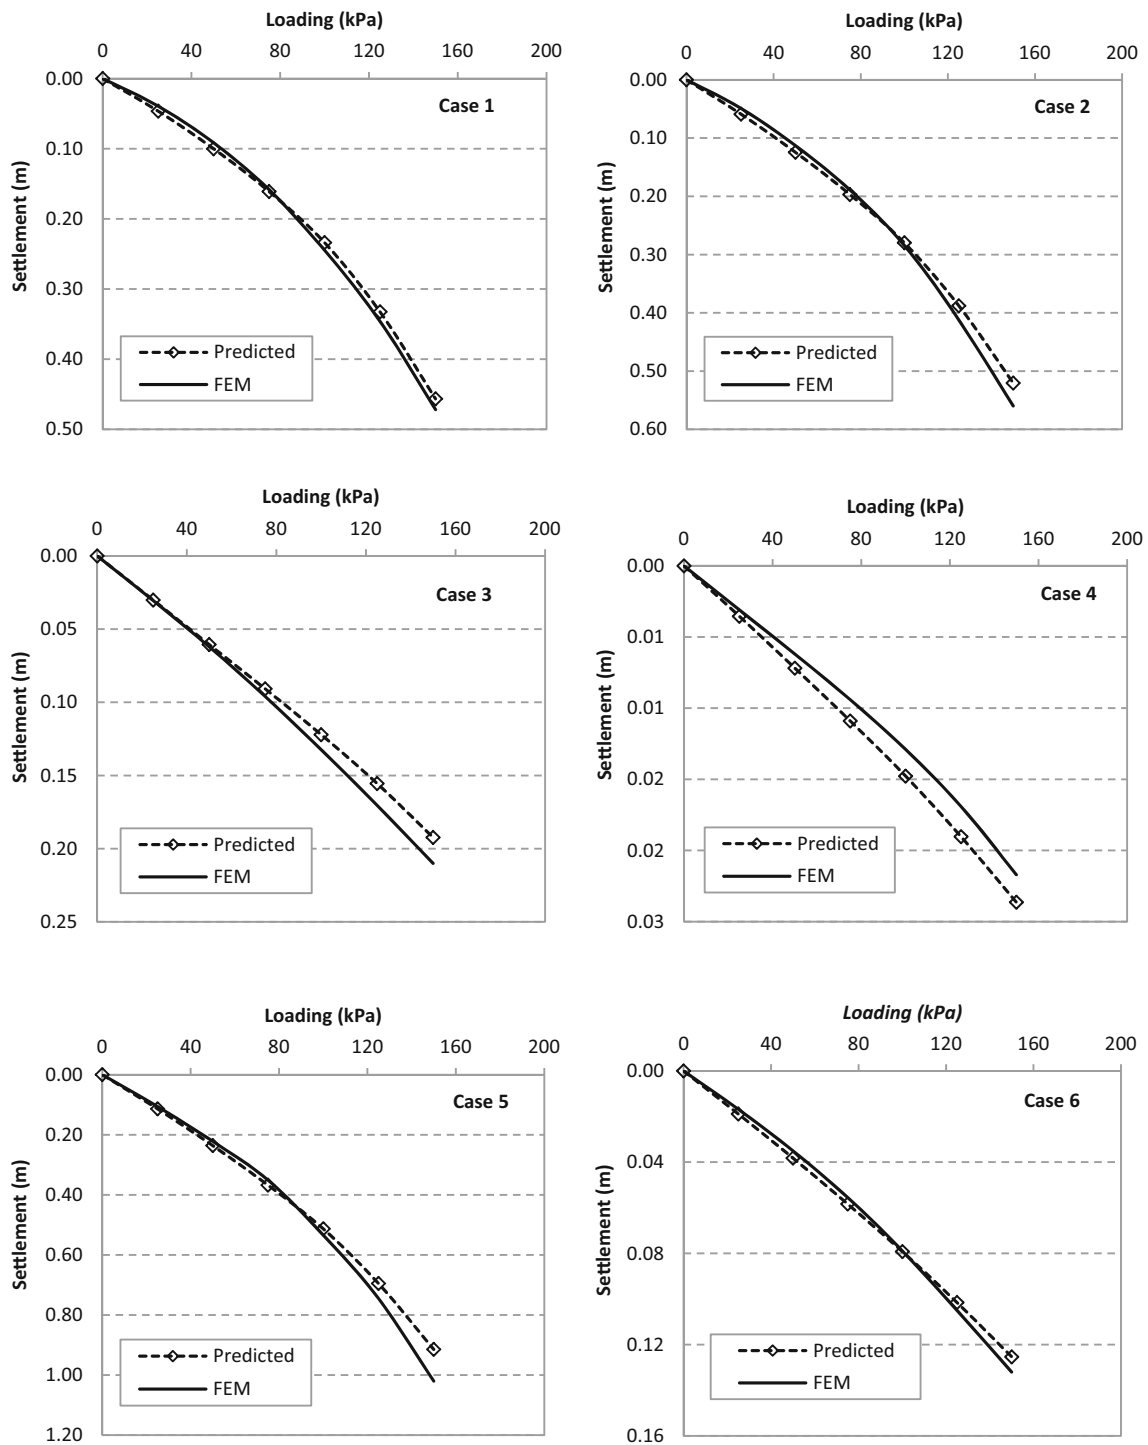 Loading (kPa)
0 40 80 120 160 200
0.00
Case 1
0.10
0.20
0.30
0.40
0.50
Settlement (m)
Predicted
FEM
Loading (kPa)
0 40 80 120 160 200
0.00
Case 2
0.10
0.20
0.30
0.40
0.50
0.60
Settlement (m)
Predicted
FEM
Loading (kPa)
0 40 80 120 160 200
0.00
Case 3
0.05
0.10
0.15
0.20
0.25
Settlement (m)
Predicted
FEM
Loading (kPa)
0 40 80 120 160 200
0.00
Case 4
0.01
0.01
0.02
0.02
0.03
Settlement (m)
Predicted
FEM
Loading (kPa)
0 40 80 120 160 200
0.00
Case 5
0.20
0.40
0.60
0.80
1.00
1.20
Settlement (m)
Predicted
FEM
Loading (kPa)
0 40 80 120 160 200
0.00
Case 6
0.04
0.08
0.12
0.16
Settlement (m)
Predicted
FEM